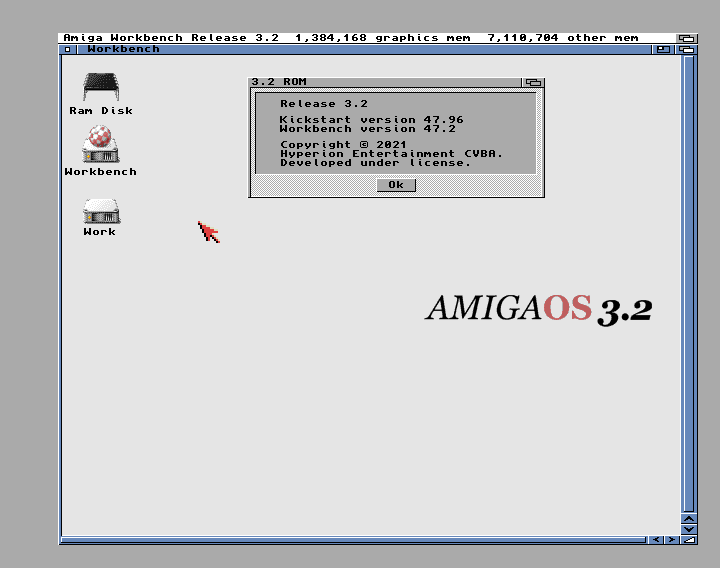 Amiga Workbench Release 3.2  1,384,168 graphics mem  7,110,704 other mem
Workbench
Ram Disk
Workbench
Work
3.2 ROM
Release 3.2
Kickstart version 47.96
Workbench version 47.2
Copyright © 2021
Hyperion Entertainment CVBA.
Developed under license.
Ok
AMIGAOS 3.2